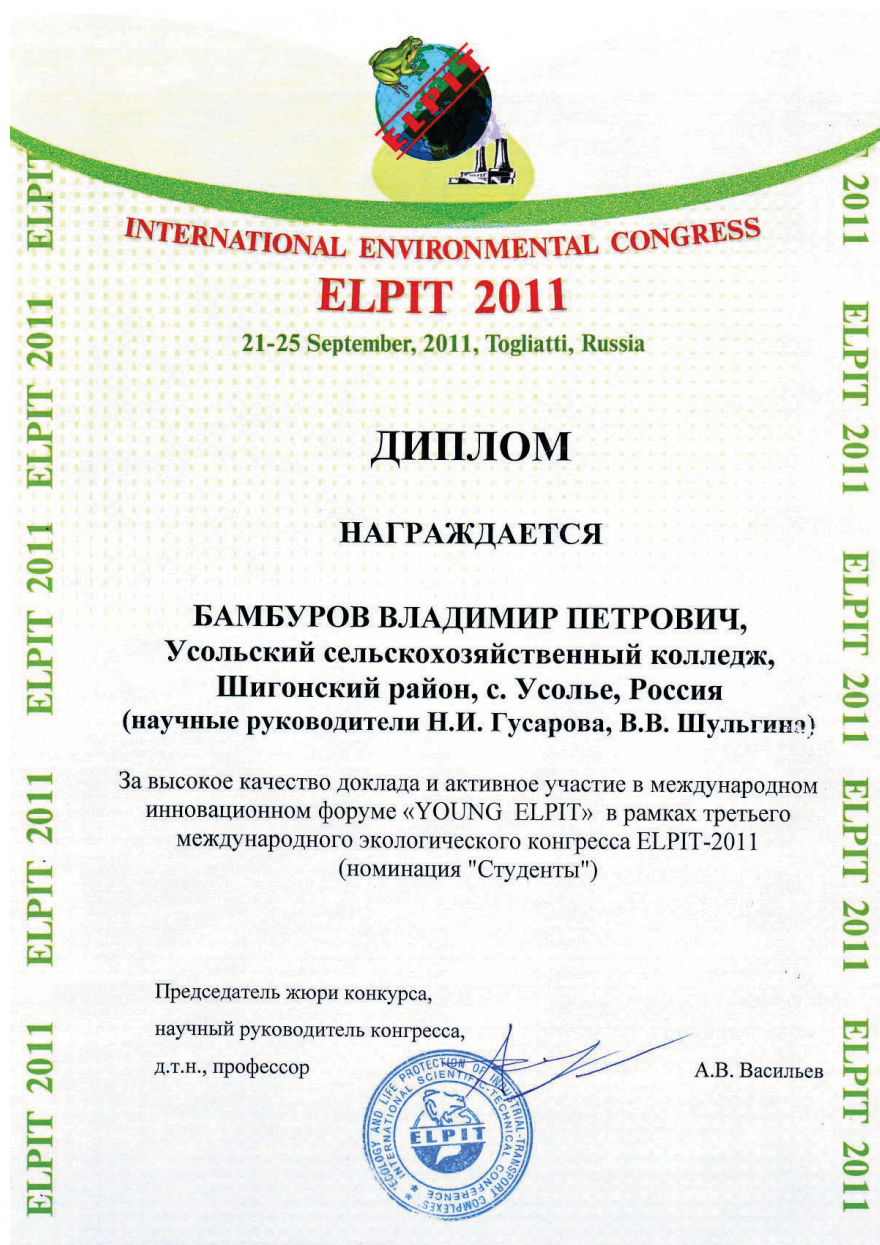 ELPIT
INTERNATIONAL ENVIRONMENTAL CONGRESS
ELPIT 2011
21-25 September, 2011, Togliatti, Russia
ДИПЛОМ
НАГРАЖДАЕТСЯ
БАМБУРОВ ВЛАДИМИР ПЕТРОВИЧ,
Усольский сельскохозяйственный колледж,
Шигонский район, с. Усолье, Россия
(научные руководители Н.И. Гусарова, В.В. Шульгина)
За высокое качество доклада и активное участие в международном
инновационном форуме «YOUNG ELPIT» в рамках третьего
международного экологического конгресса ELPIT-2011
(номинация "Студенты")
Председатель жюри конкурса,
научный руководитель конгресса,
д.т.н., профессор А.В. Васильев
"ECOLOGY AND LIFE PROTECTION OF INDUSTRIAL-TRANSPORT COMPLEXES"
INTERNATIONAL SCIENTIFIC-TECHNICAL CONFERENCE
ELPIT
ELPIT
ELPIT 2011
ELPIT 2011
ELPIT 2011
ELPIT 2011
2011
ELPIT 2011
ELPIT 2011
ELPIT 2011
ELPIT 2011